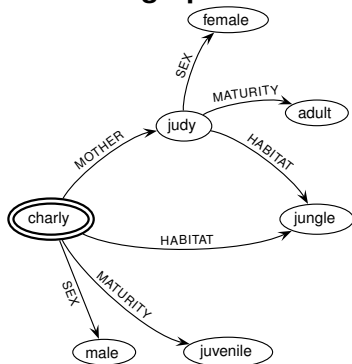 female
SEX
MATURITY
adult
judy
MOTHER
HABITAT
charly
jungle
HABITAT
SEX
MATURITY
male
juvenile